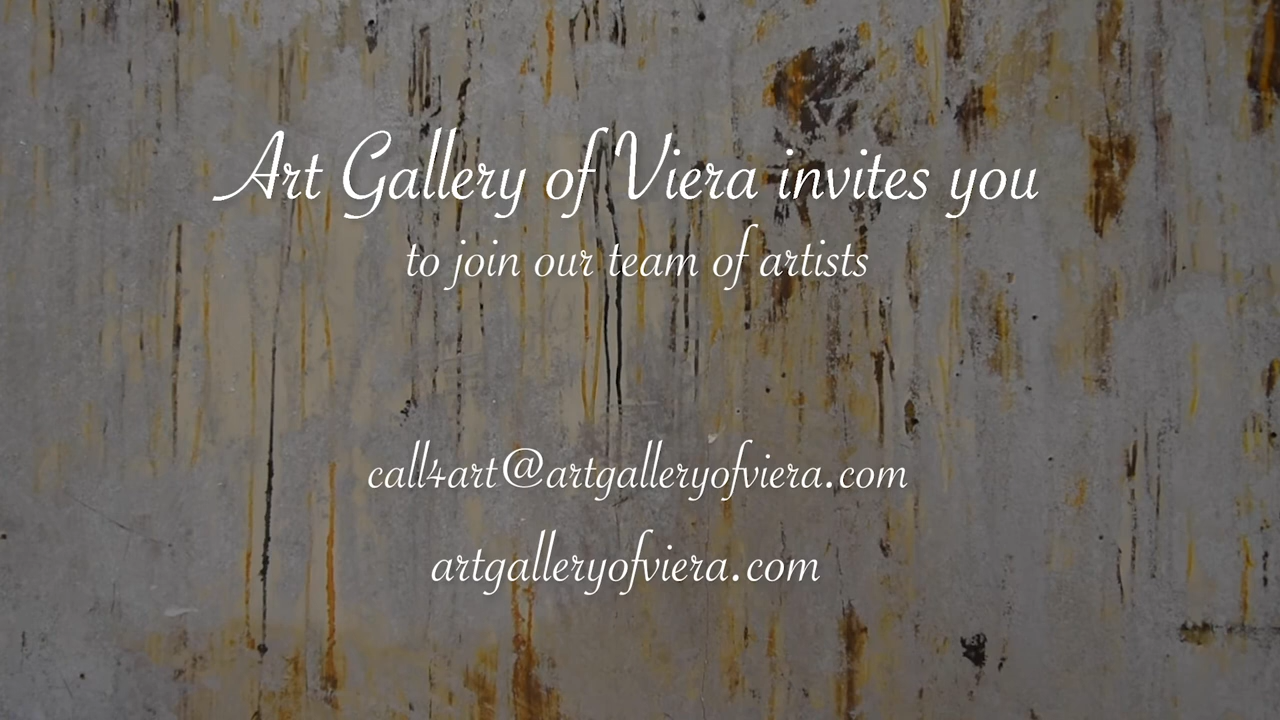 Art Gallery of Viera invites you
to join our team of artists
call4art@artgalleryofviera.com
artgalleryofviera.com